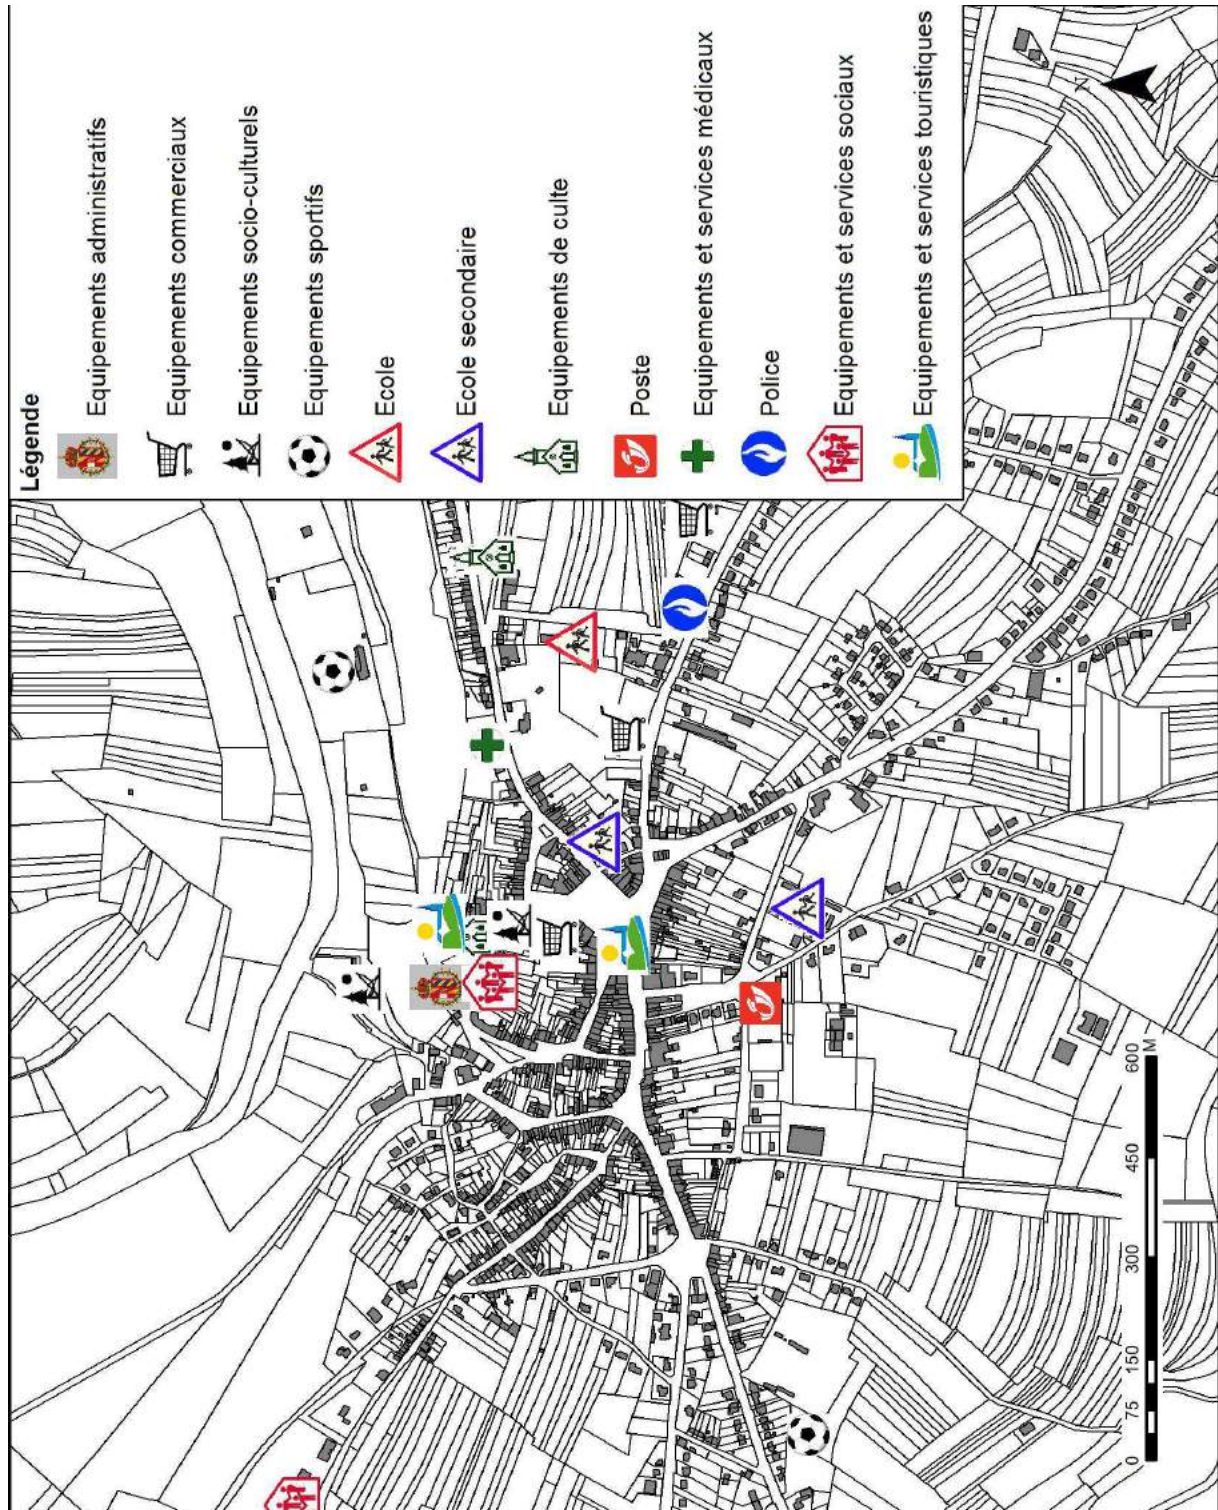 Légende
Equipements administratifs
Equipements commerciaux
Equipements socio-culturels
Equipements sportifs
Ecole
Ecole secondaire
Equipements de culte
Poste
Equipements et services médicaux
Police
Equipements et services sociaux
Equipements et services touristiques
N
0 75 150 300 450 600
M